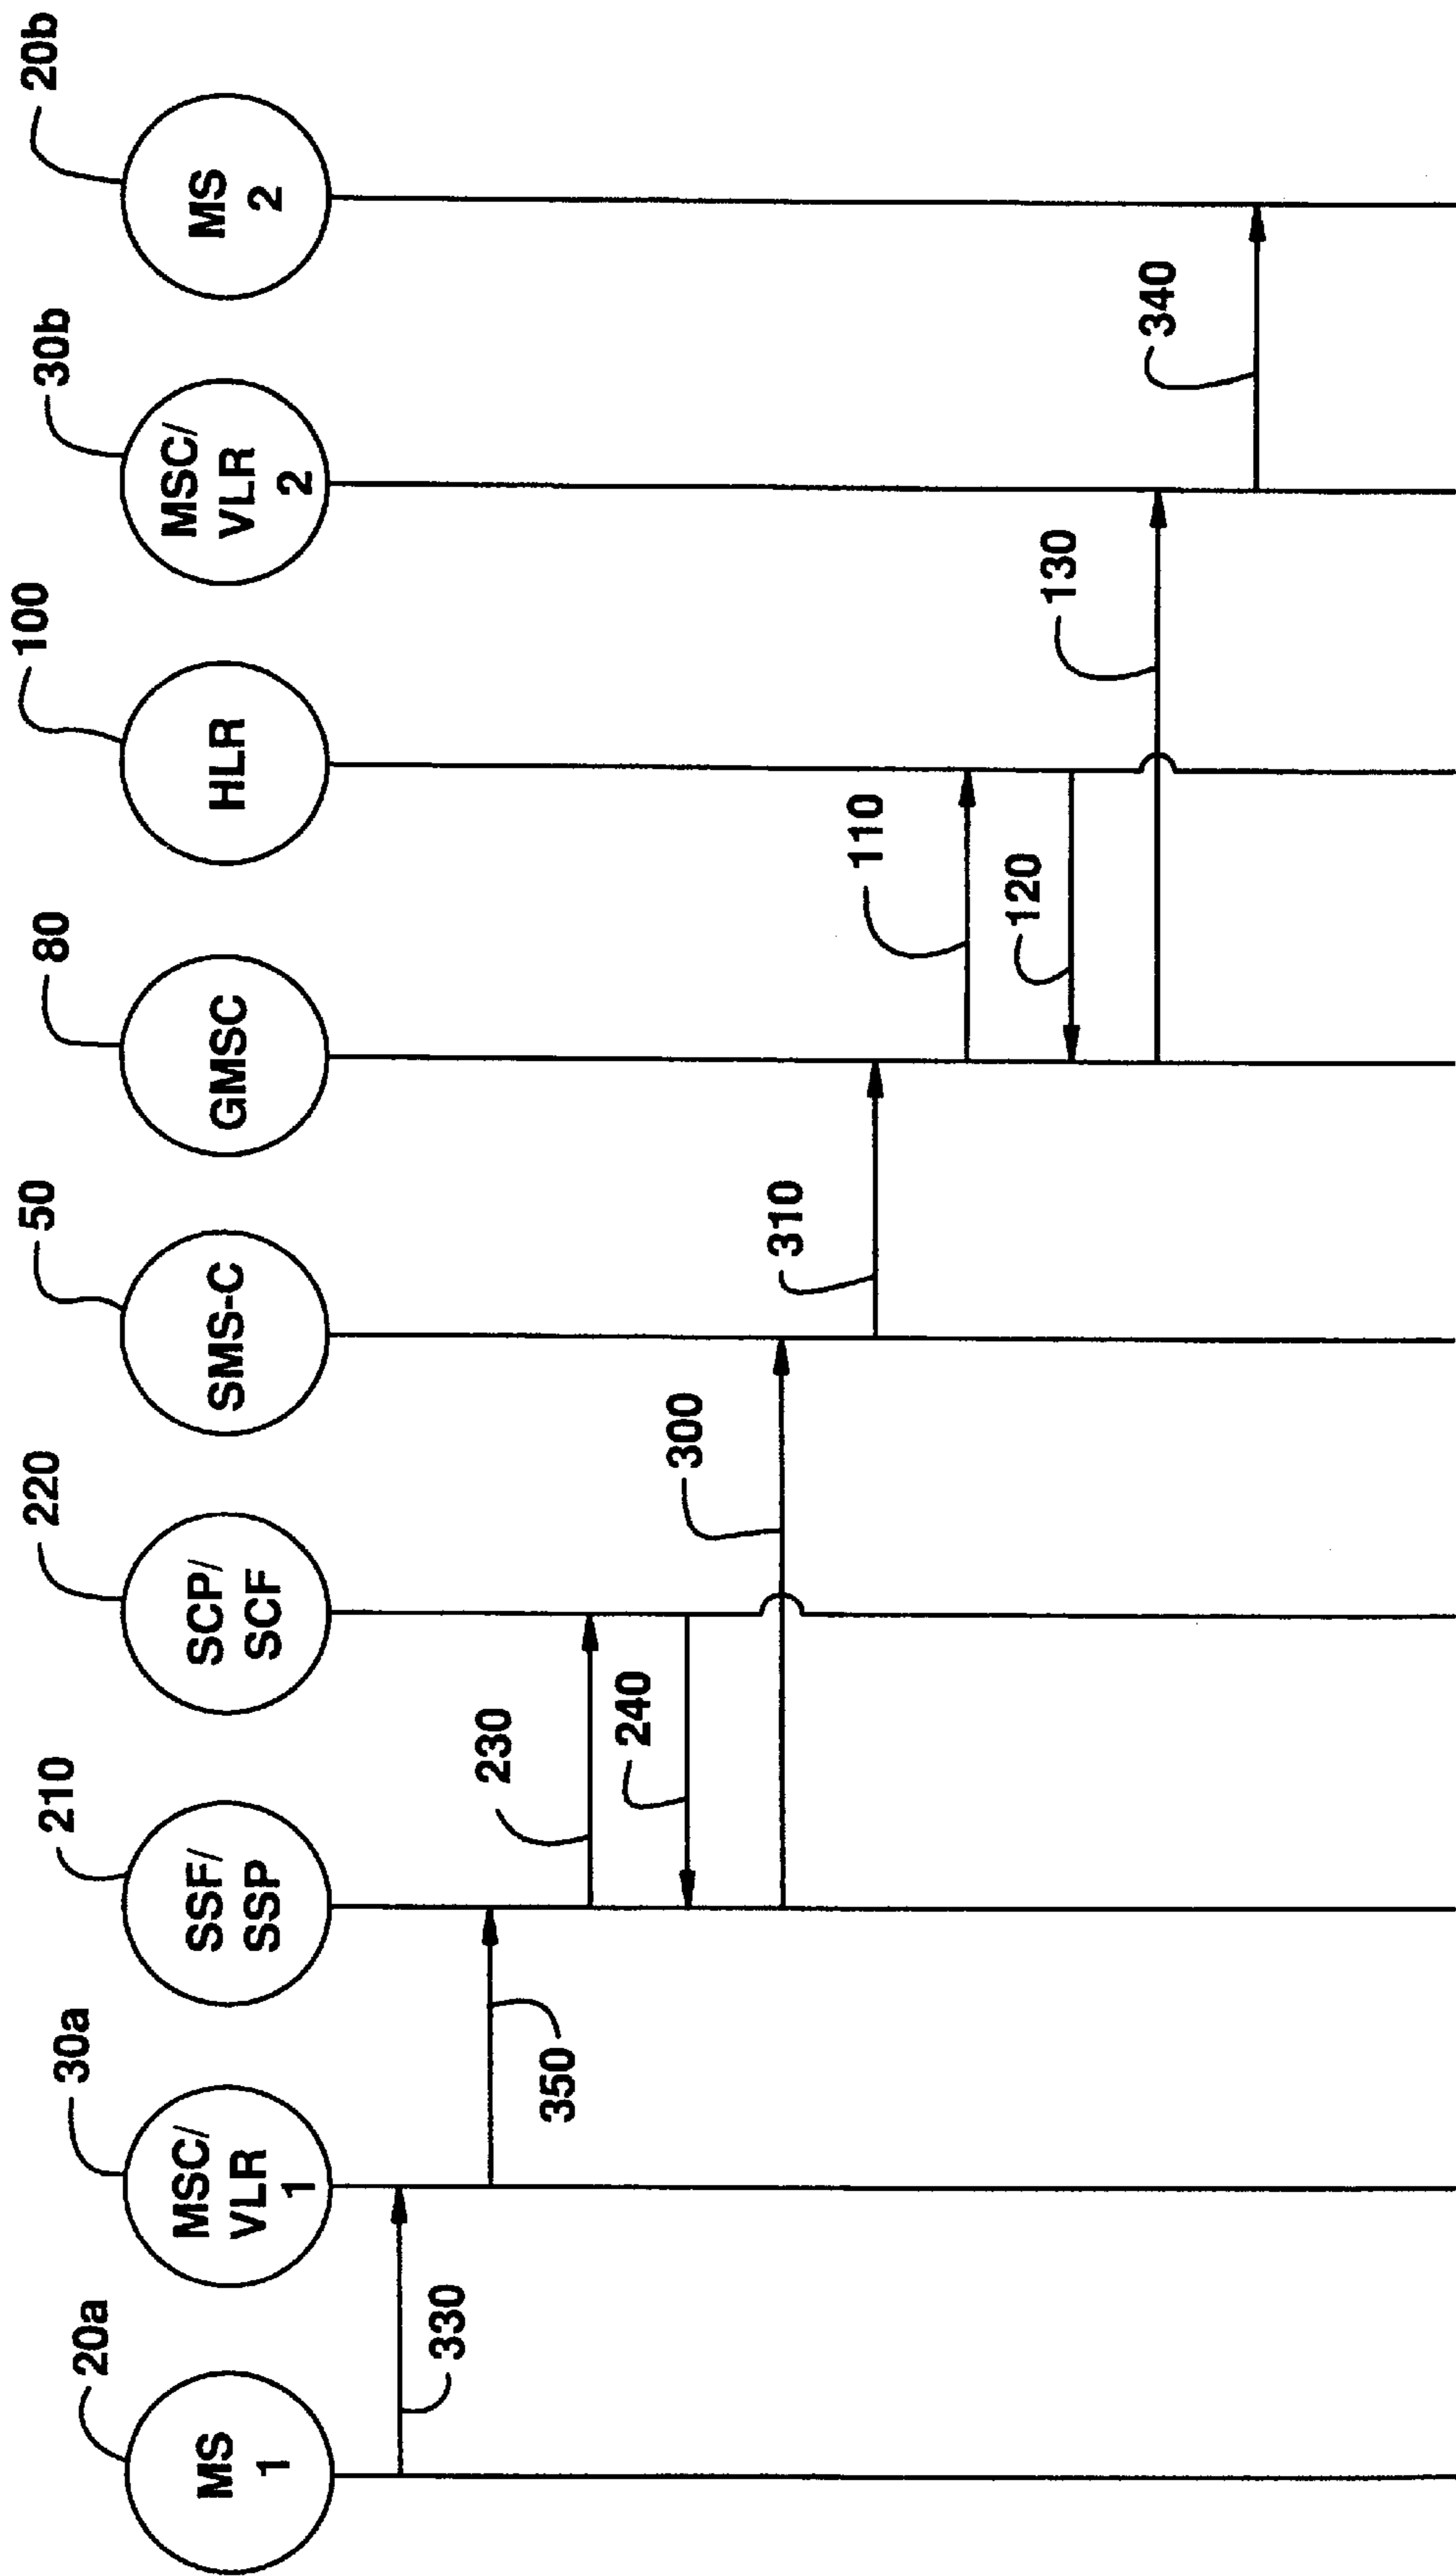 20a
30a
210
220
50
80
100
30b
20b
MS
1
MSC/
VLR
1
SSF/
SSP
SCP/
SCF
SMS-C
GMSC
HLR
MSC/
VLR
2
MS
2
330
350
230
240
300
310
110
120
130
340